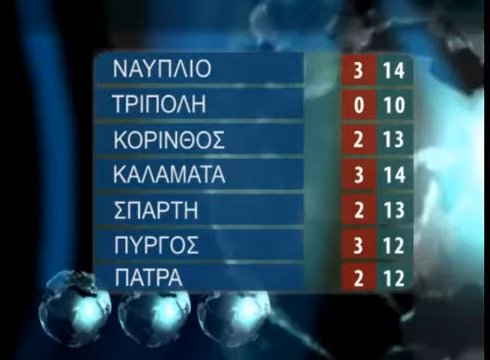 ΝΑΥΠΛΙΟ 3 14
ΤΡΙΠΟΛΗ 0 10
ΚΟΡΙΝΘΟΣ 2 13
ΚΑΛΑΜΑΤΑ 3 14
ΣΠΑΡΤΗ 2 13
ΠΥΡΓΟΣ 3 12
ΠΑΤΡΑ 2 12